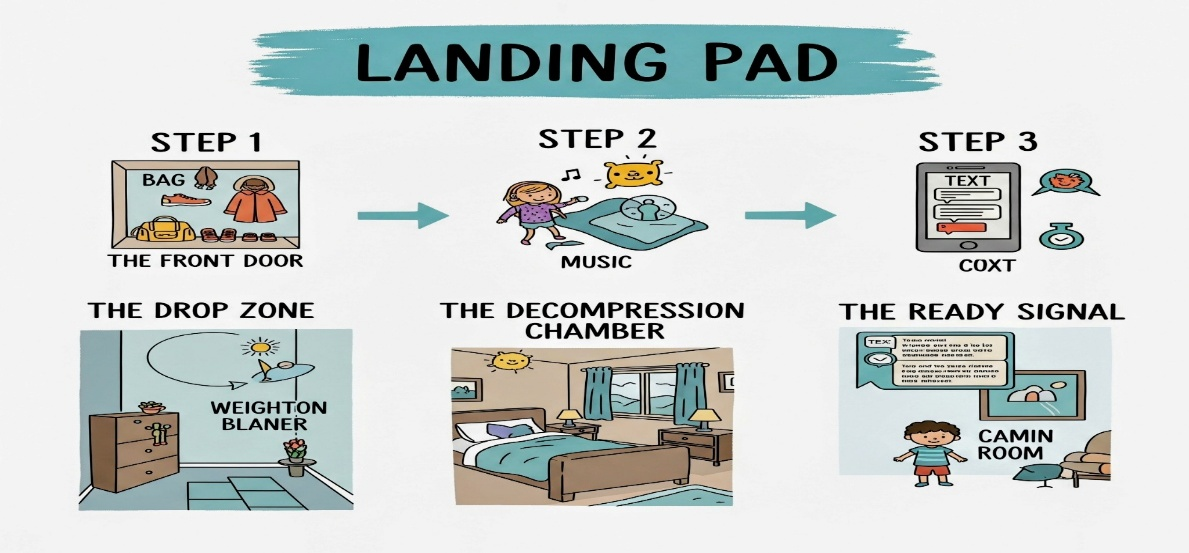 LANDING PAD
STEP 1
STEP 2
STEP 3
BAG
TEXT
THE FRONT DOOR
MUSIC
COXT
THE DROP ZONE
THE DECOMPRESSION
CHAMBER
THE READY SIGNAL
WEIGHTON
BLANER
CAMIN
ROOM